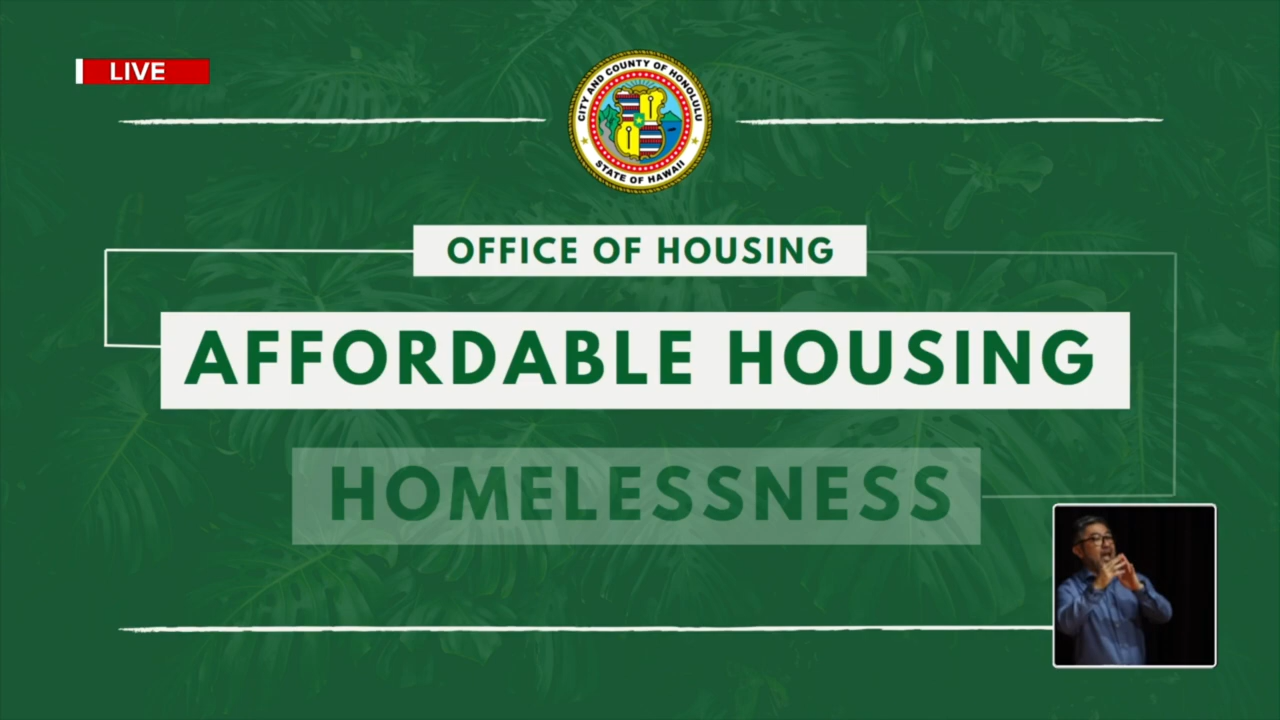 LIVE
CITY AND COUNTY OF HONOLULU
STATE OF HAWAII
OFFICE OF HOUSING
AFFORDABLE HOUSING
HOMELESSNESS